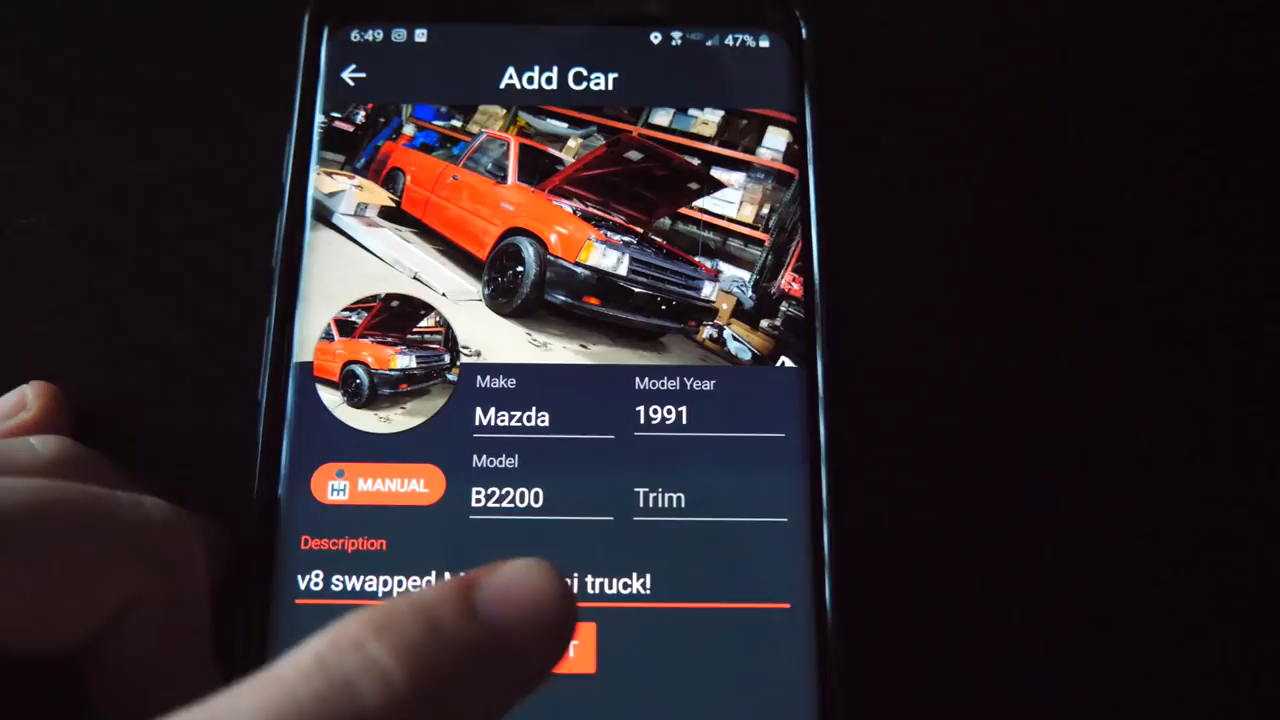 6:49 47%
Add Car
Make Model Year
Mazda 1991
Model
MANUAL B2200 Trim
Description
v8 swapped truck!